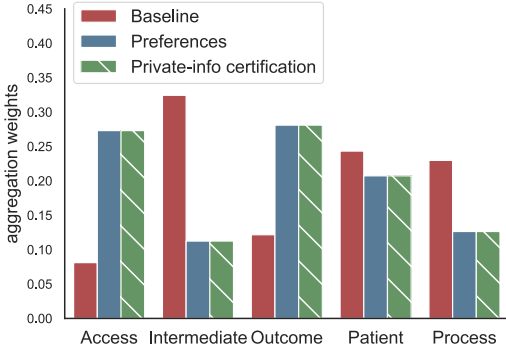 0.45
0.40
0.35
0.30
0.25
0.20
0.15
0.10
0.05
0.00
aggregation weights
Baseline
Preferences
Private-info certification
Access Intermediate Outcome Patient Process